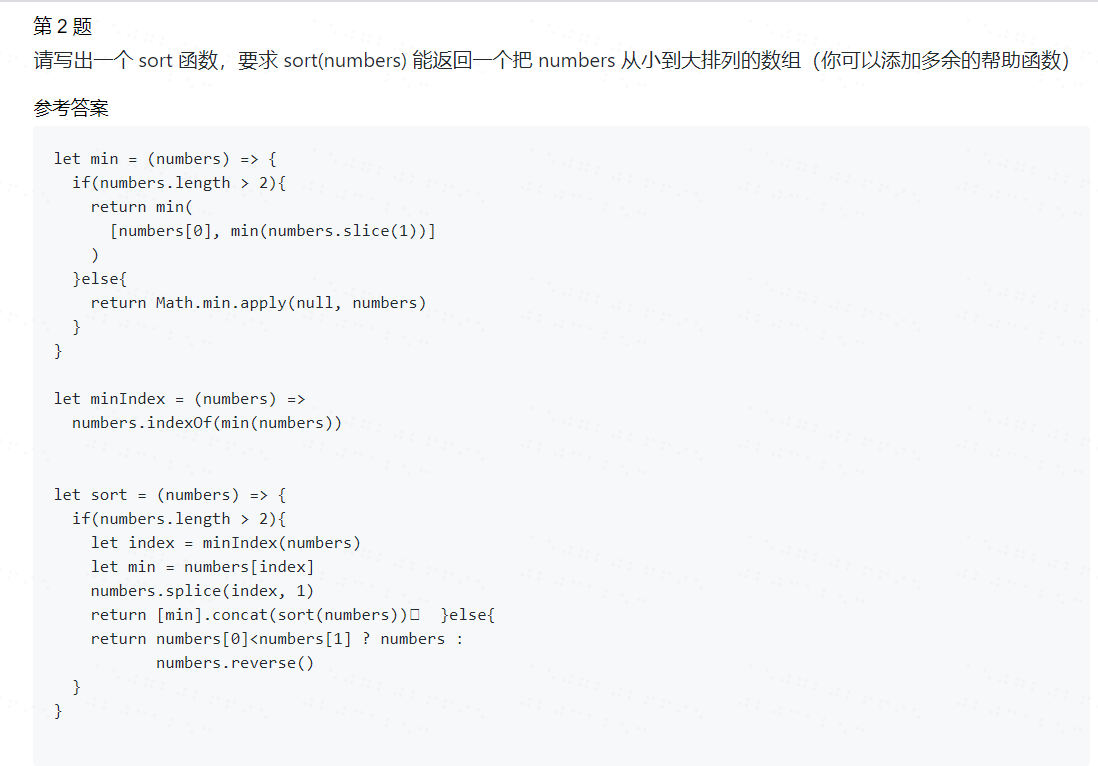 第 2 题
请写出一个 sort 函数，要求 sort(numbers) 能返回一个把 numbers 从小到大排列的数组（你可以添加多余的帮助函数）
参考答案
let min = (numbers) => {
  if(numbers.length > 2){
    return min(
      [numbers[0], min(numbers.slice(1))]
    )
  }else{
    return Math.min.apply(null, numbers)
  }
}
let minIndex = (numbers) =>
  numbers.indexOf(min(numbers))
let sort = (numbers) => {
  if(numbers.length > 2){
    let index = minIndex(numbers)
    let min = numbers[index]
    numbers.splice(index, 1)
    return [min].concat(sort(numbers))□  }else{
    return numbers[0]<numbers[1] ? numbers :
           numbers.reverse()
  }
}